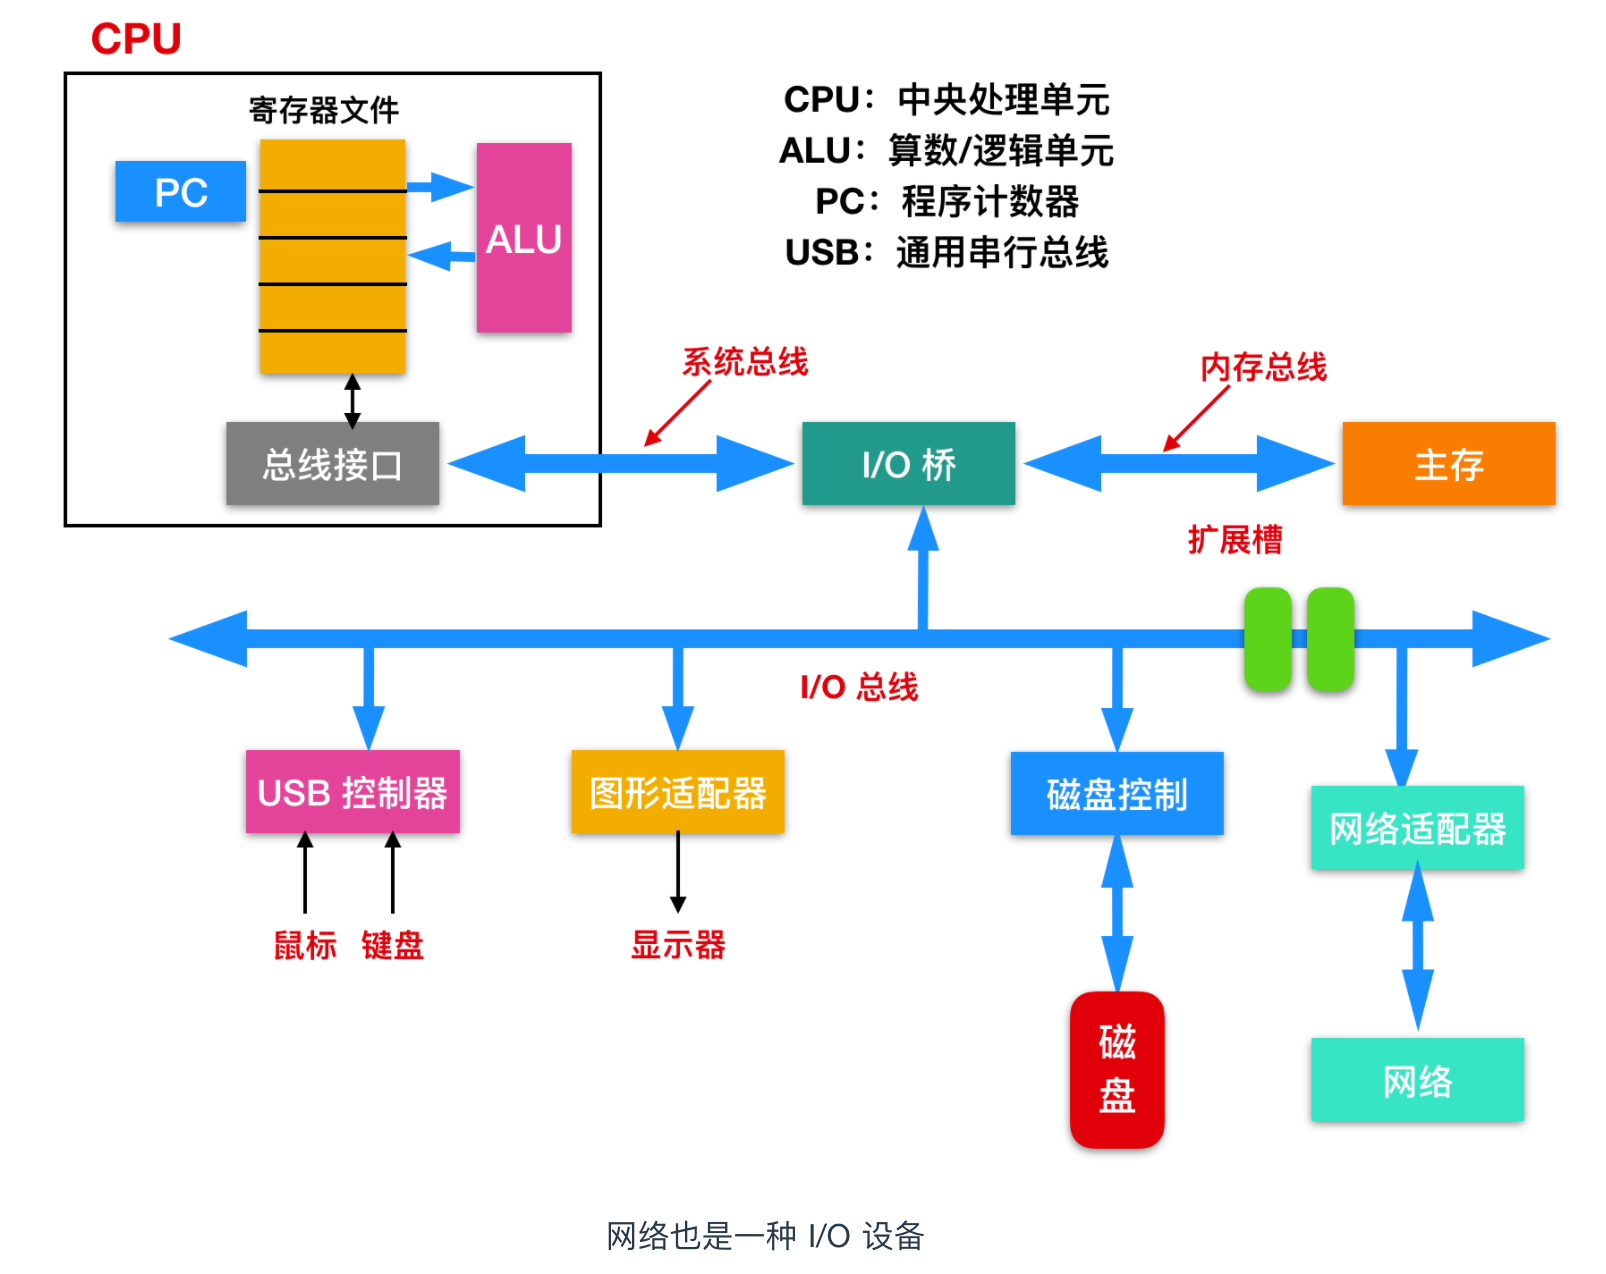 CPU
寄存器文件
PC
ALU
CPU：中央处理单元
ALU：算数/逻辑单元
PC：程序计数器
USB：通用串行总线
系统总线
内存总线
总线接口
I/O 桥
主存
扩展槽
I/O 总线
USB 控制器
图形适配器
磁盘控制
网络适配器
鼠标
键盘
显示器
磁
盘
网络
网络也是一种 I/O 设备